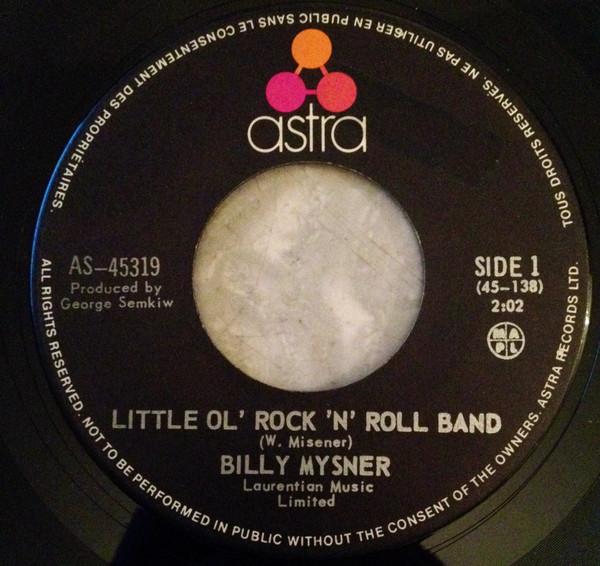 TOUS DROITS RESERVES. NE PAS UTILISER EN PUBLIC SANS LE CONSENTEMENT DES PROPRIÉTAIRES.
astra
AS-45319
Produced by
George Semkiw
SIDE 1
(45-138)
2:02
M A P L
LITTLE OL' ROCK 'N' ROLL BAND
(W. Misener)
BILLY MYSNER
Laurentian Music
Limited
ALL RIGHTS RESERVED. NOT TO BE PERFORMED IN PUBLIC WITHOUT THE CONSENT OF THE OWNERS. ASTRA RECORDS LTD.